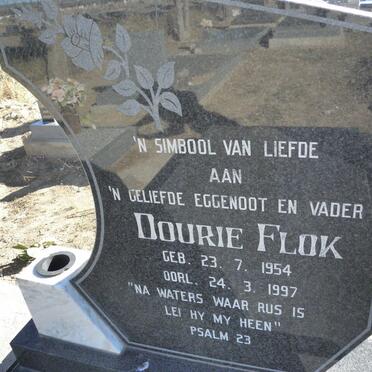 'N SIMBOOL VAN LIEFDE
AAN
'N GELIEFDE EGGENOOT EN VADER
DOURIE FLOK
GEB. 23. 7. 1954
OORL. 24. 3. 1997
"NA WATERS WAAR RUS IS
LEI HY MY HEEN"
PSALM 23